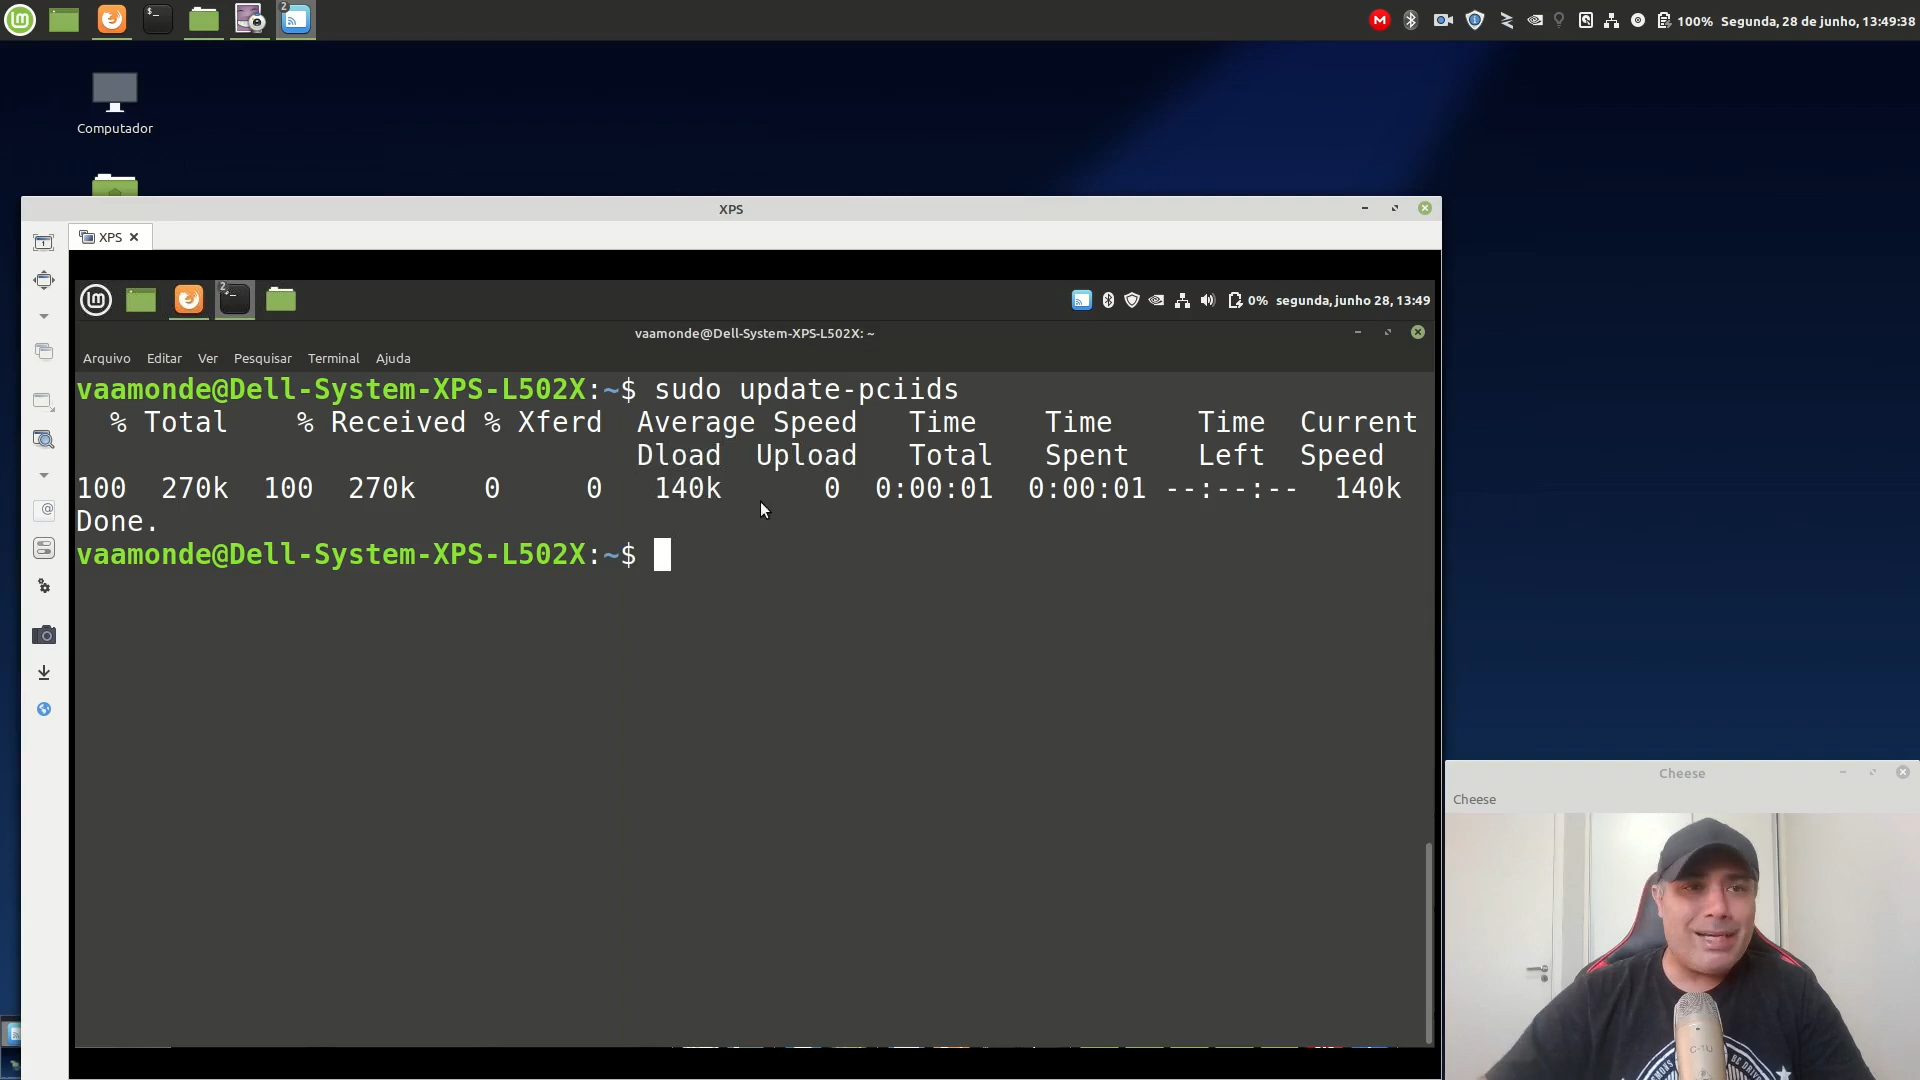 2
100% Segunda, 28 de junho, 13:49:38
Computador
XPS
XPS
2
0% segunda, junho 28, 13:49
vaamonde@Dell-System-XPS-L502X: ~
Arquivo Editar Ver Pesquisar Terminal Ajuda
vaamonde@Dell-System-XPS-L502X:~$ sudo update-pciids
% Total % Received % Xferd Average Speed Time Time Time Current
Dload Upload Total Spent Left Speed
100 270k 100 270k 0 0 140k 0 0:00:01 0:00:01 --:--:-- 140k
Done.
vaamonde@Dell-System-XPS-L502X:~$
Cheese
Cheese
C-1U